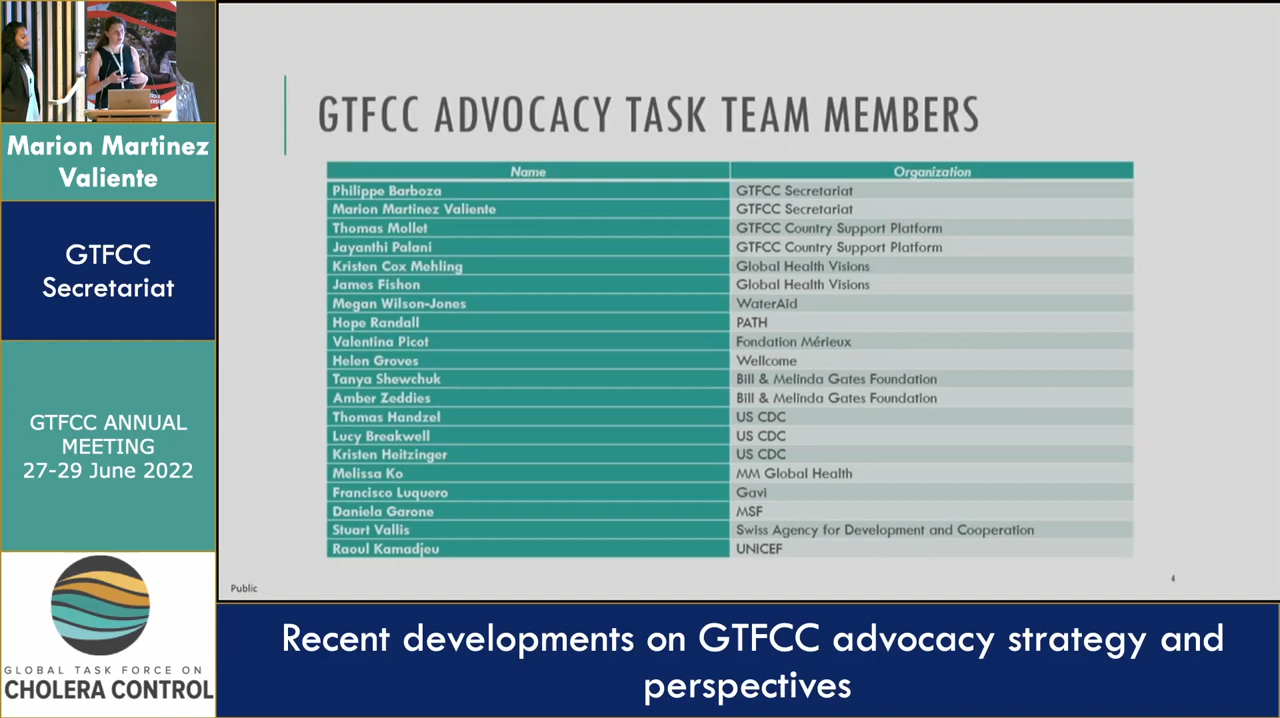 Marion Martinez
Valiente
GTFCC
Secretariat
GTFCC ANNUAL
MEETING
27-29 June 2022
GLOBAL TASK FORCE ON
CHOLERA CONTROL
GTFCC ADVOCACY TASK TEAM MEMBERS
Name Organization
Philippe Barboza GTFCC Secretariat
Marion Martinez Valiente GTFCC Secretariat
Thomas Mollet GTFCC Country Support Platform
Jayanthi Palani GTFCC Country Support Platform
Kristen Cox Mehling Global Health Visions
James Fishon Global Health Visions
Megan Wilson-Jones WaterAid
Hope Randall PATH
Valentina Picot Fondation Mérieux
Helen Groves Wellcome
Tanya Shewchuk Bill & Melinda Gates Foundation
Amber Zeddies Bill & Melinda Gates Foundation
Thomas Handzel US CDC
Lucy Breakwell US CDC
Kristen Heitzinger US CDC
Melissa Ko MM Global Health
Francisco Luquero Gavi
Daniela Garone MSF
Stuart Vallis Swiss Agency for Development and Cooperation
Raoul Kamadjeu UNICEF
Public 4
Recent developments on GTFCC advocacy strategy and
perspectives